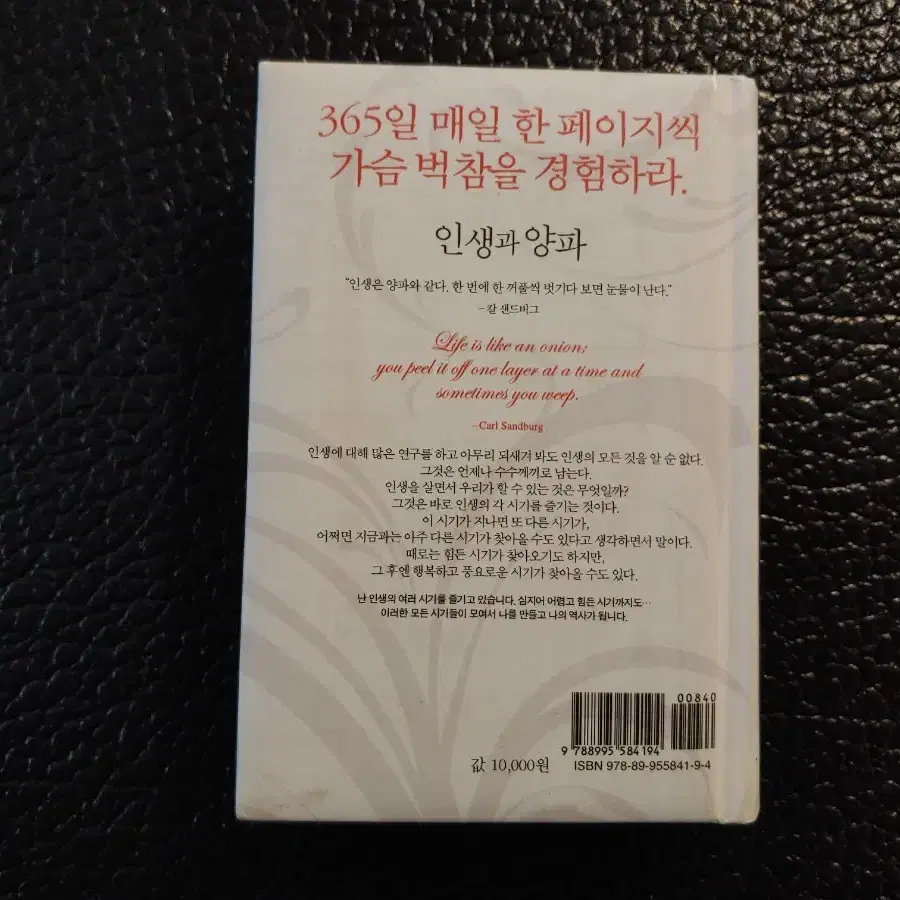 365일 매일 한 페이지씩
가슴 벅참을 경험하라.
인생과 양파
"인생은 양파와 같다. 한 번에 한 꺼풀씩 벗기다 보면 눈물이 난다."
-칼 샌드버그
Life is like an onion;
you peel it off one layer at a time and
sometimes you weep.
-Carl Sandburg
인생에 대해 많은 연구를 하고 아무리 되새겨 봐도 인생의 모든 것을 알 순 없다.
그것은 언제나 수수께끼로 남는다.
인생을 살면서 우리가 할 수 있는 것은 무엇일까?
그것은 바로 인생의 각 시기를 즐기는 것이다.
이 시기가 지나면 또 다른 시기가,
어쩌면 지금과는 아주 다른 시기가 찾아올 수도 있다고 생각하면서 말이다.
때로는 힘든 시기가 찾아오기도 하지만,
그 후엔 행복하고 풍요로운 시기가 찾아올 수도 있다.
난 인생의 여러 시기를 즐기고 있습니다. 심지어 어렵고 힘든 시기까지도…
이러한 모든 시기들이 모여서 나를 만들고 나의 역사가 됩니다.
00840
9 788995 584194
값 10,000원
ISBN 978-89-955841-9-4